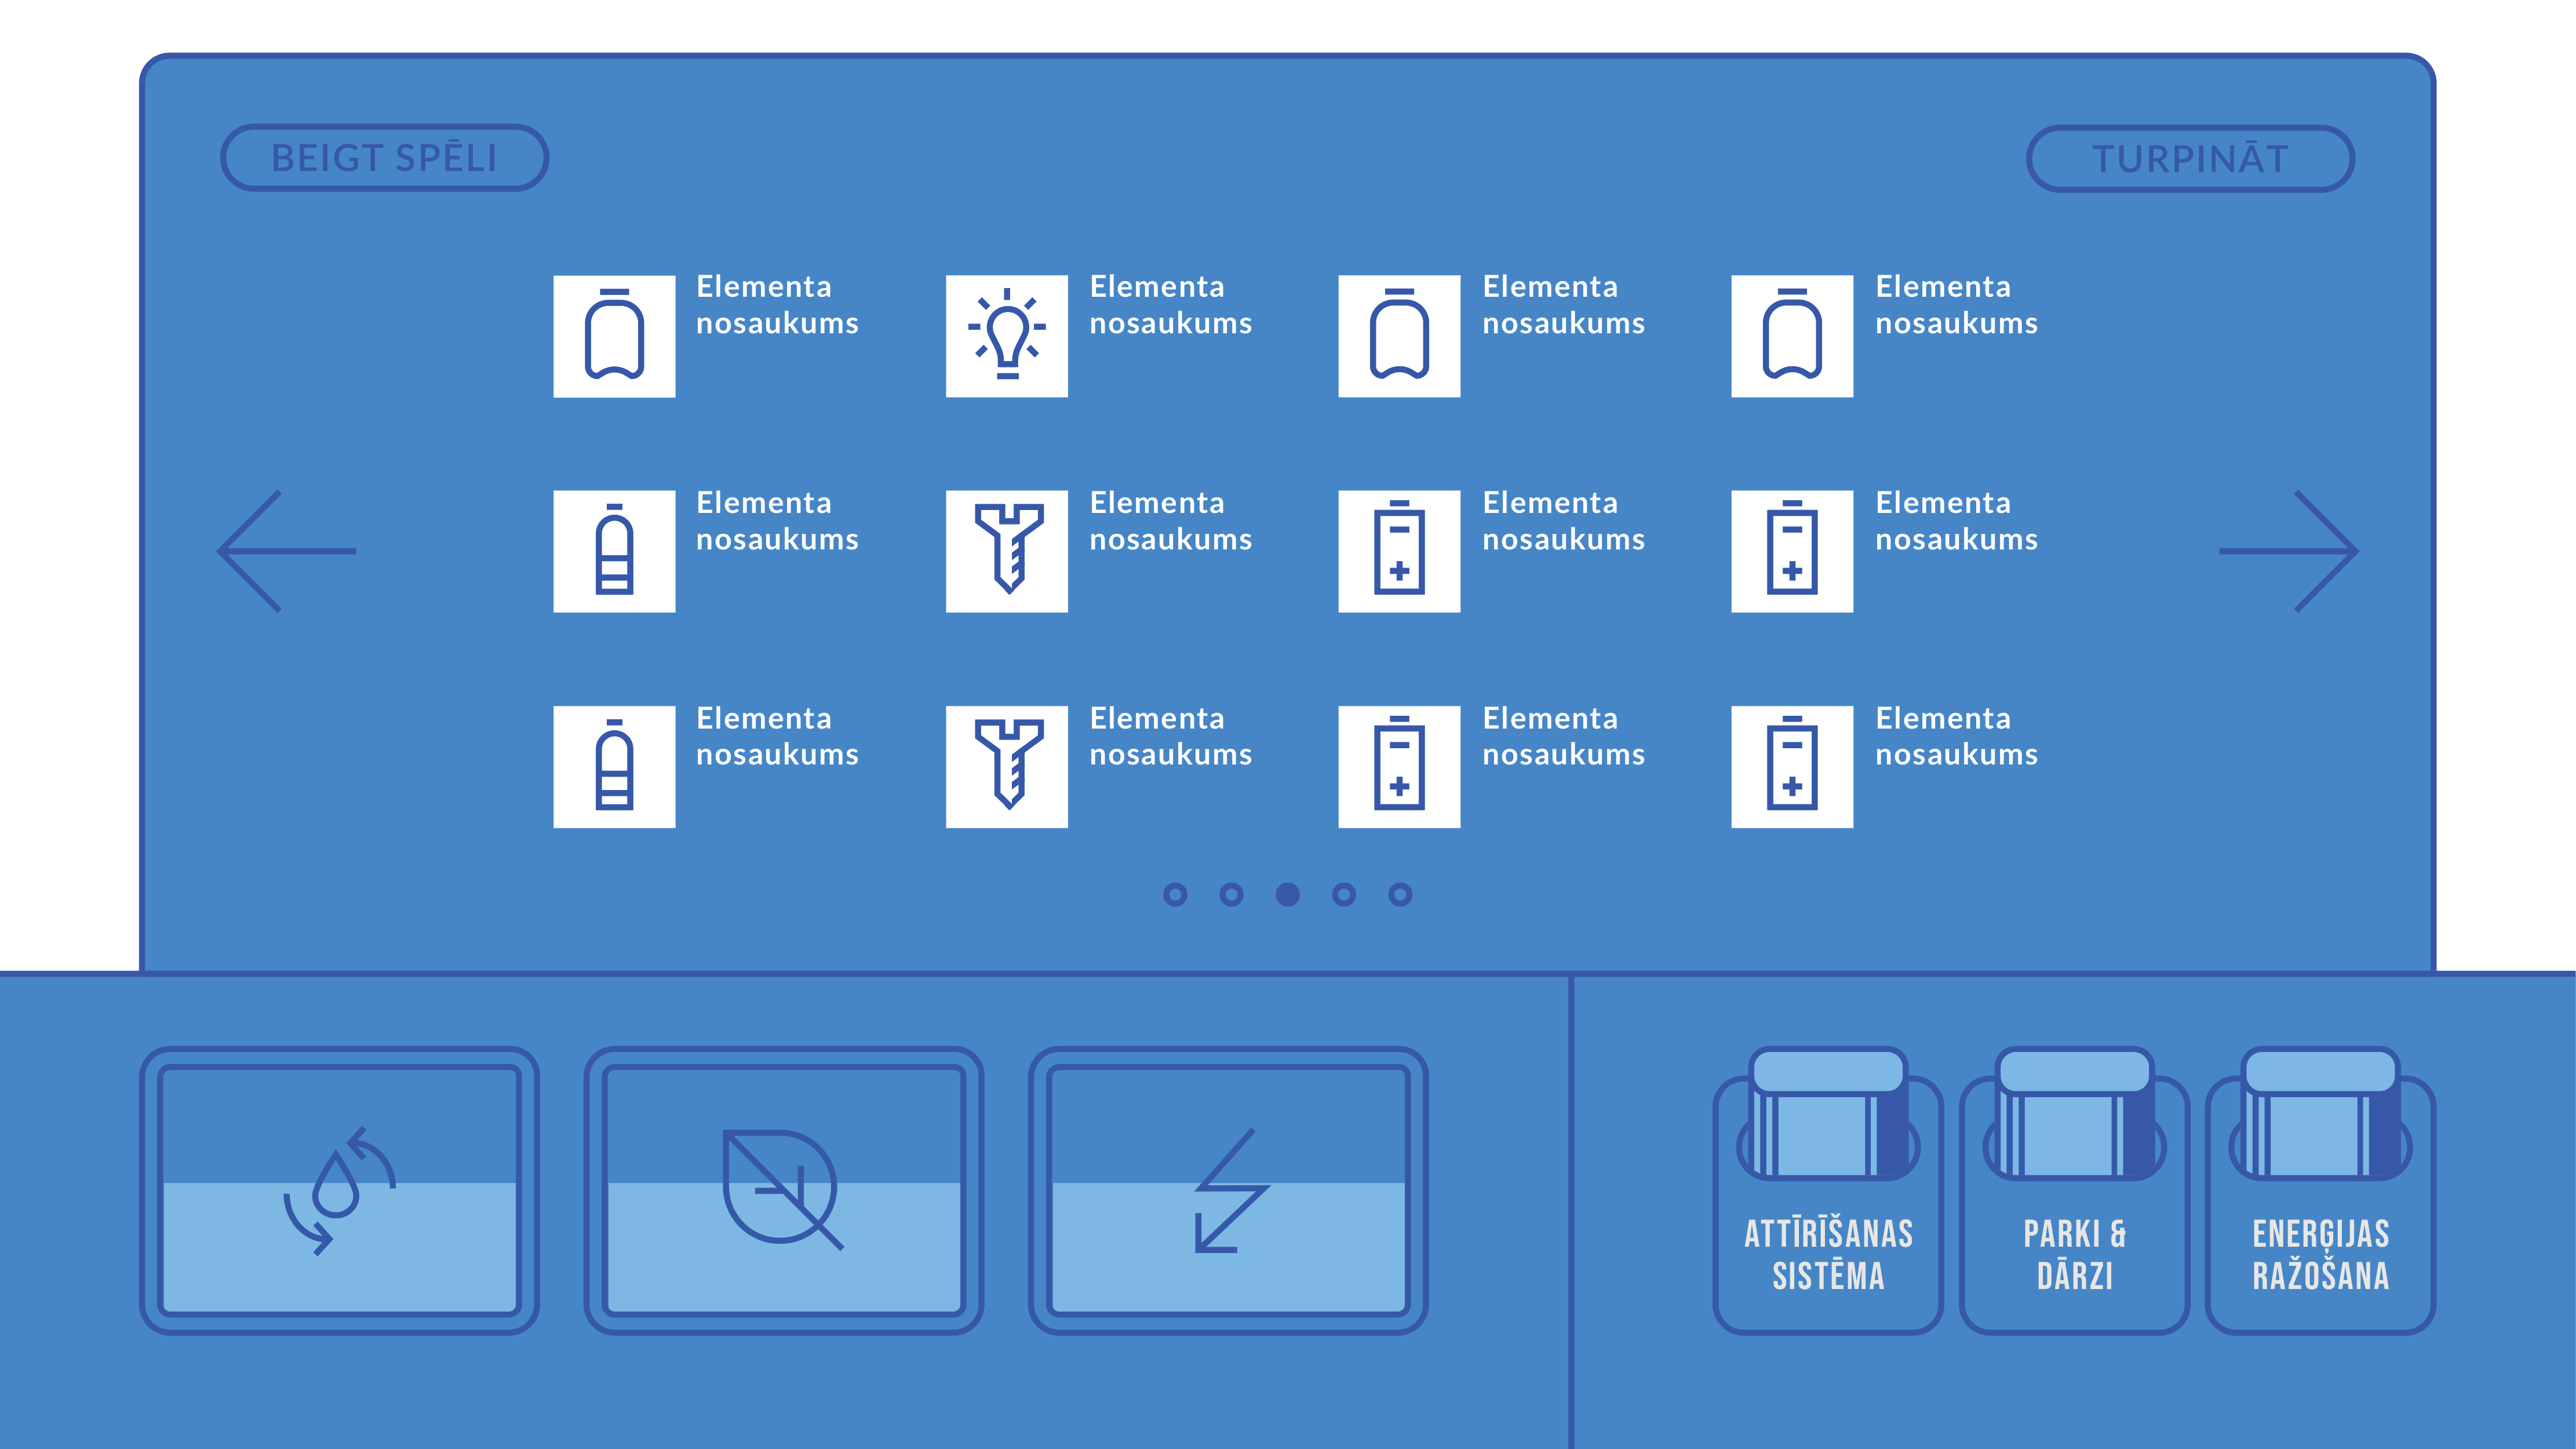 BEIGT SPĒLI
TURPINĀT
Elementa
nosaukums
Elementa
nosaukums
Elementa
nosaukums
Elementa
nosaukums
Elementa
nosaukums
Elementa
nosaukums
Elementa
nosaukums
Elementa
nosaukums
Elementa
nosaukums
Elementa
nosaukums
Elementa
nosaukums
Elementa
nosaukums
ATTĪRĪŠANAS
SISTĒMA
PARKI &
DĀRZI
ENERĢIJAS
RAŽOŠANA